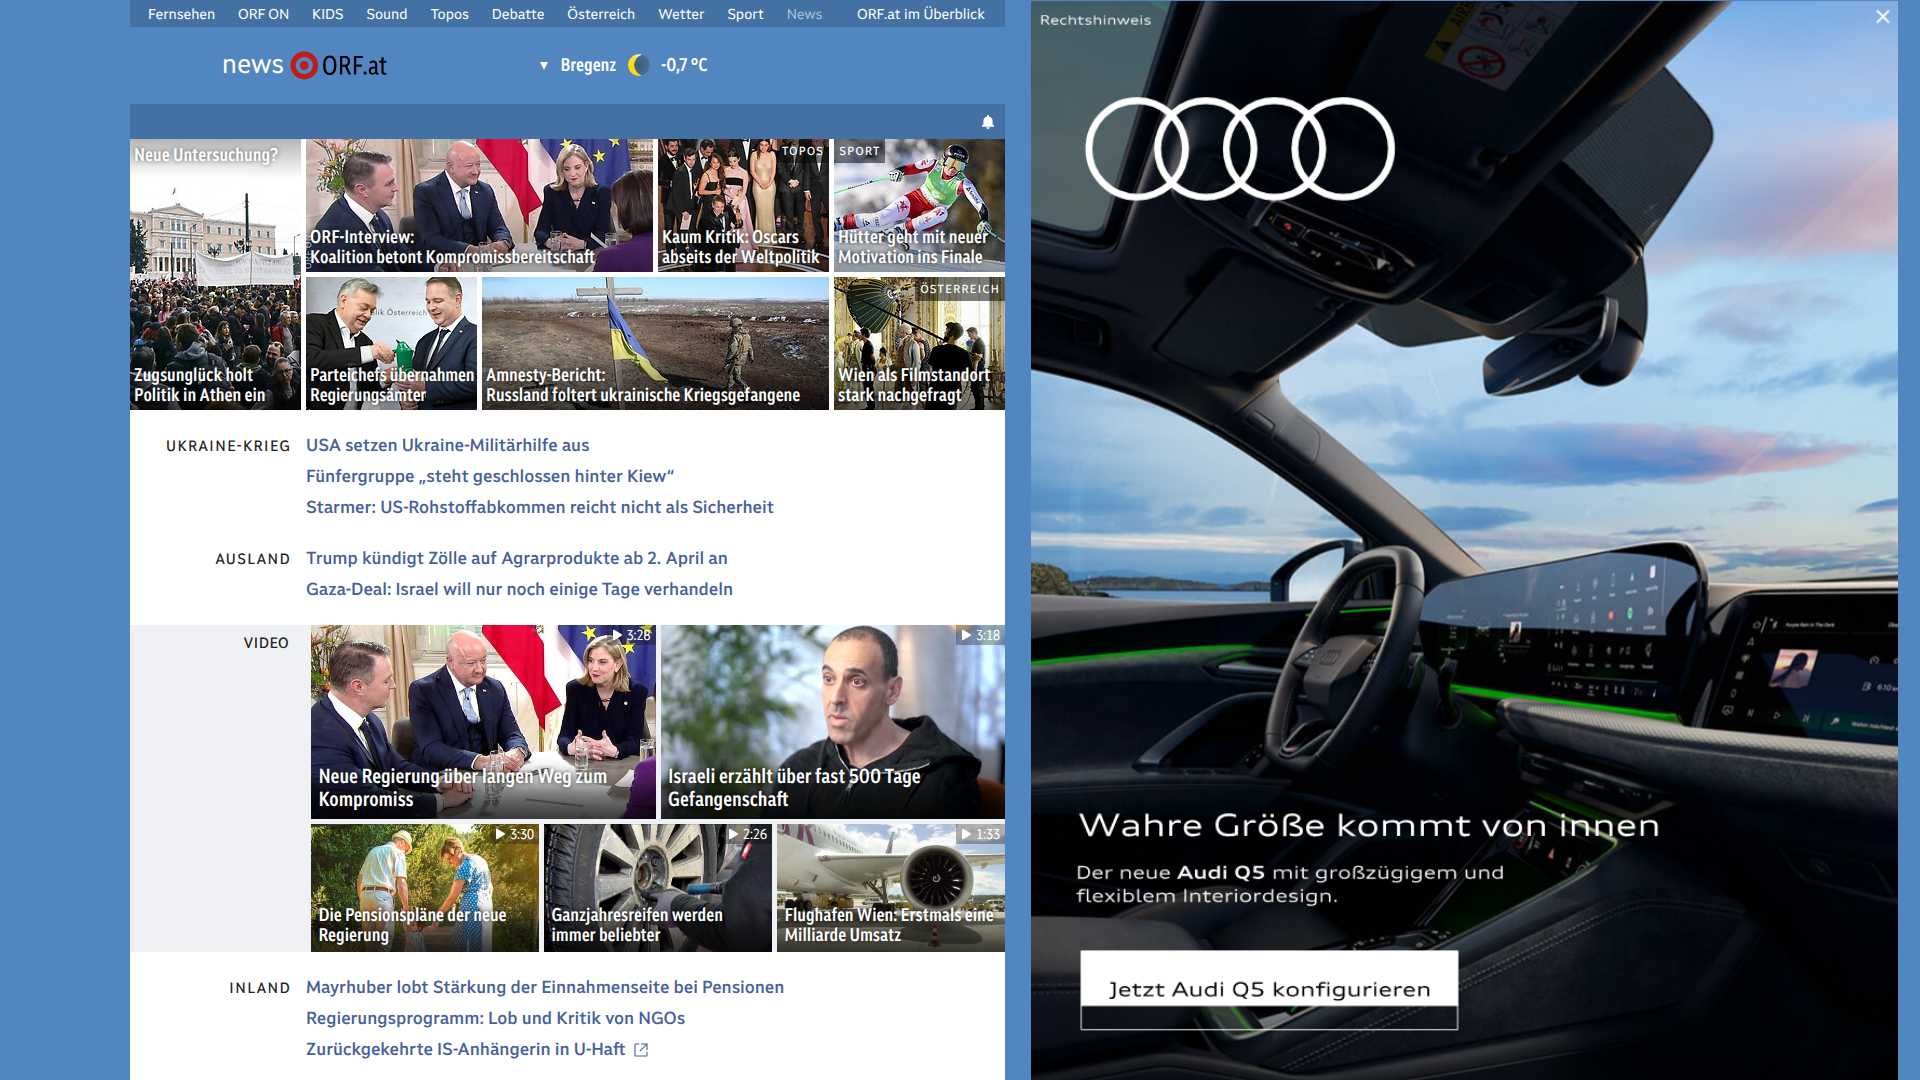 Fernsehen ORF ON KIDS Sound Topos Debatte Österreich Wetter Sport News ORF.at im Überblick
news ORF.at
▼ Bregenz -0,7 °C
Neue Untersuchung?
Zugsunglück holt
Politik in Athen ein
ORF-Interview:
Koalition betont Kompromissbereitschaft
TOPOS
Kaum Kritik: Oscars
abseits der Weltpolitik
SPORT
Hütter geht mit neuer
Motivation ins Finale
Parteichefs übernahmen
Regierungsämter
Amnesty-Bericht:
Russland foltert ukrainische Kriegsgefangene
ÖSTERREICH
Wien als Filmstandort
stark nachgefragt
UKRAINE-KRIEG
USA setzen Ukraine-Militärhilfe aus
Fünfergruppe „steht geschlossen hinter Kiew“
Starmer: US-Rohstoffabkommen reicht nicht als Sicherheit
AUSLAND
Trump kündigt Zölle auf Agrarprodukte ab 2. April an
Gaza-Deal: Israel will nur noch einige Tage verhandeln
VIDEO
3:28
Neue Regierung über langen Weg zum
Kompromiss
3:18
Israeli erzählt über fast 500 Tage
Gefangenschaft
3:30
Die Pensionspläne der neue
Regierung
2:26
Ganzjahresreifen werden
immer beliebter
1:33
Flughafen Wien: Erstmals eine
Milliarde Umsatz
INLAND
Mayrhuber lobt Stärkung der Einnahmenseite bei Pensionen
Regierungsprogramm: Lob und Kritik von NGOs
Zurückgekehrte IS-Anhängerin in U-Haft
Rechtshinweis
Wahre Größe kommt von innen
Der neue Audi Q5 mit großzügigem und
flexiblem Interiordesign.
Jetzt Audi Q5 konfigurieren